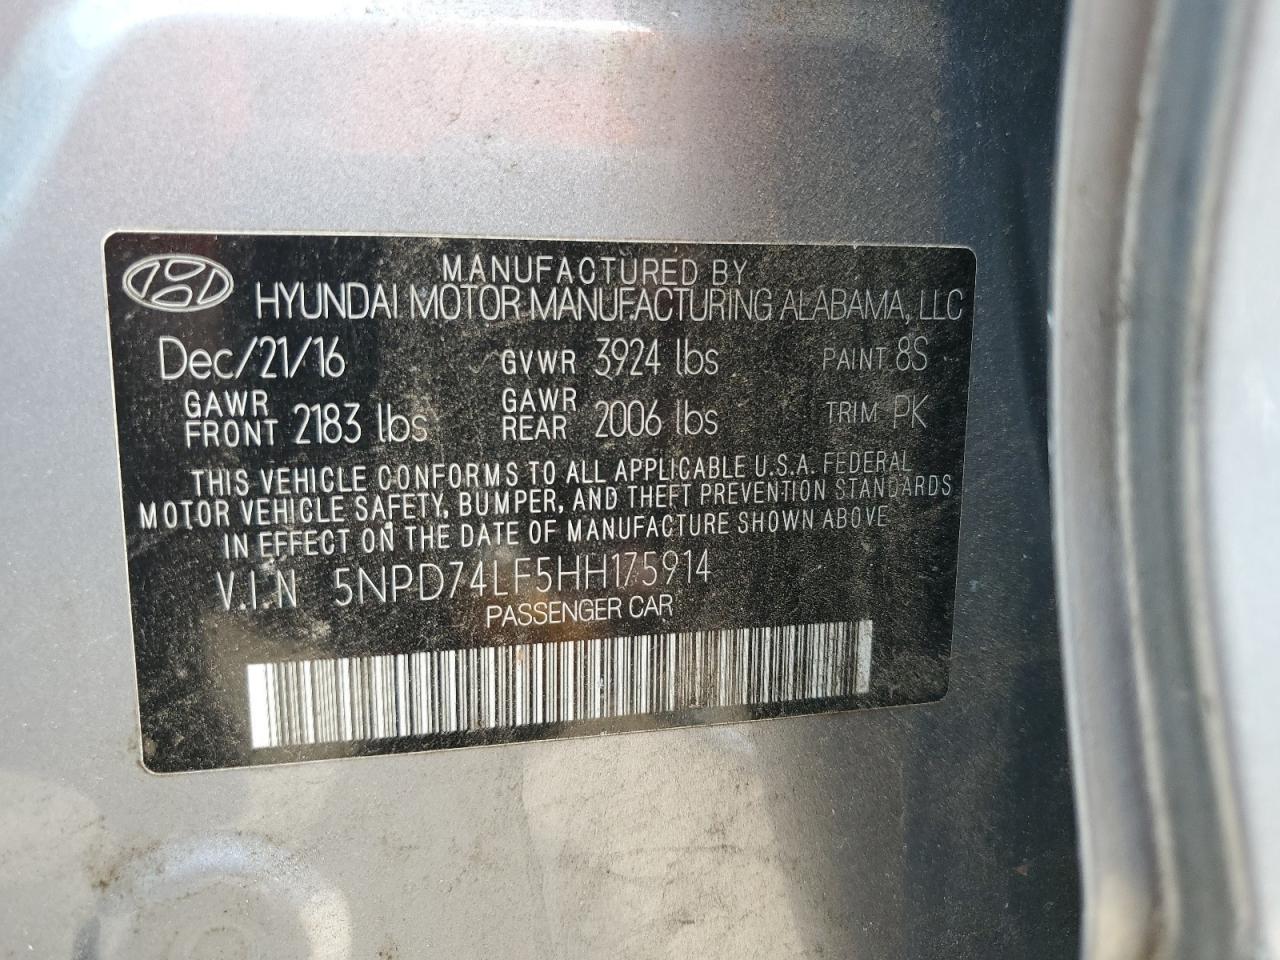 MANUFACTURED BY
HYUNDAI MOTOR MANUFACTURING ALABAMA, LLC
Dec/21/16 GVWR 3924 lbs PAINT 8S
GAWR FRONT 2183 lbs GAWR REAR 2006 lbs TRIM PK
THIS VEHICLE CONFORMS TO ALL APPLICABLE U.S.A. FEDERAL
MOTOR VEHICLE SAFETY, BUMPER, AND THEFT PREVENTION STANDARDS
IN EFFECT ON THE DATE OF MANUFACTURE SHOWN ABOVE
V.I.N 5NPD74LF5HH175914
PASSENGER CAR